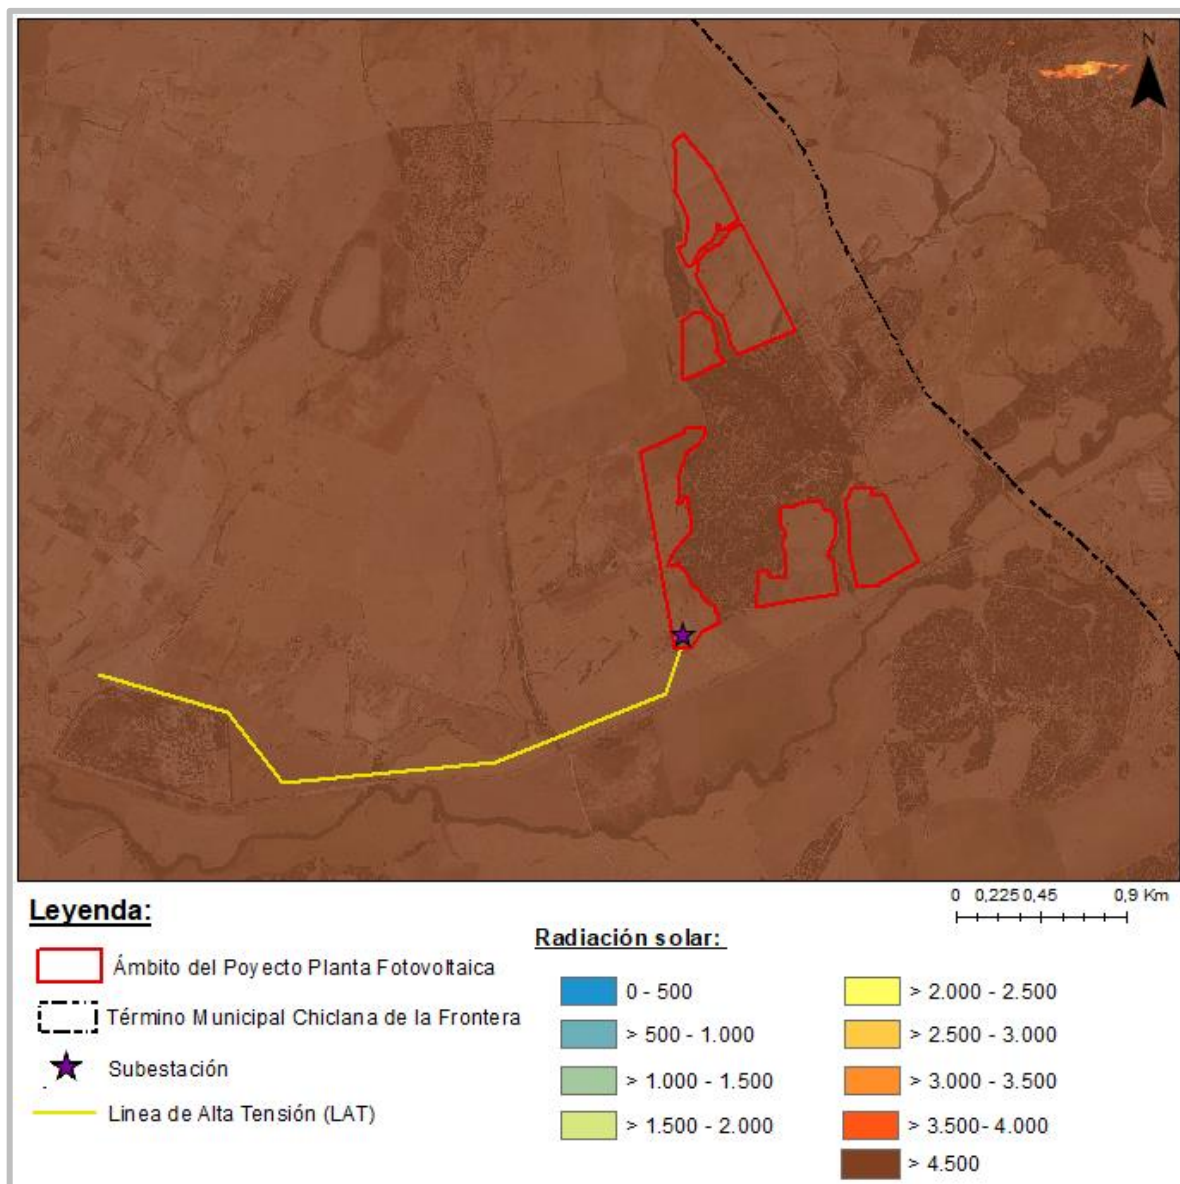 N
0 0,225 0,45 0,9 Km
Leyenda:
Ámbito del Poyecto Planta Fotovoltaica
Término Municipal Chiclana de la Frontera
Subestación
Linea de Alta Tensión (LAT)
Radiación solar:
0 - 500
> 500 - 1.000
> 1.000 - 1.500
> 1.500 - 2.000
> 2.000 - 2.500
> 2.500 - 3.000
> 3.000 - 3.500
> 3.500- 4.000
> 4.500